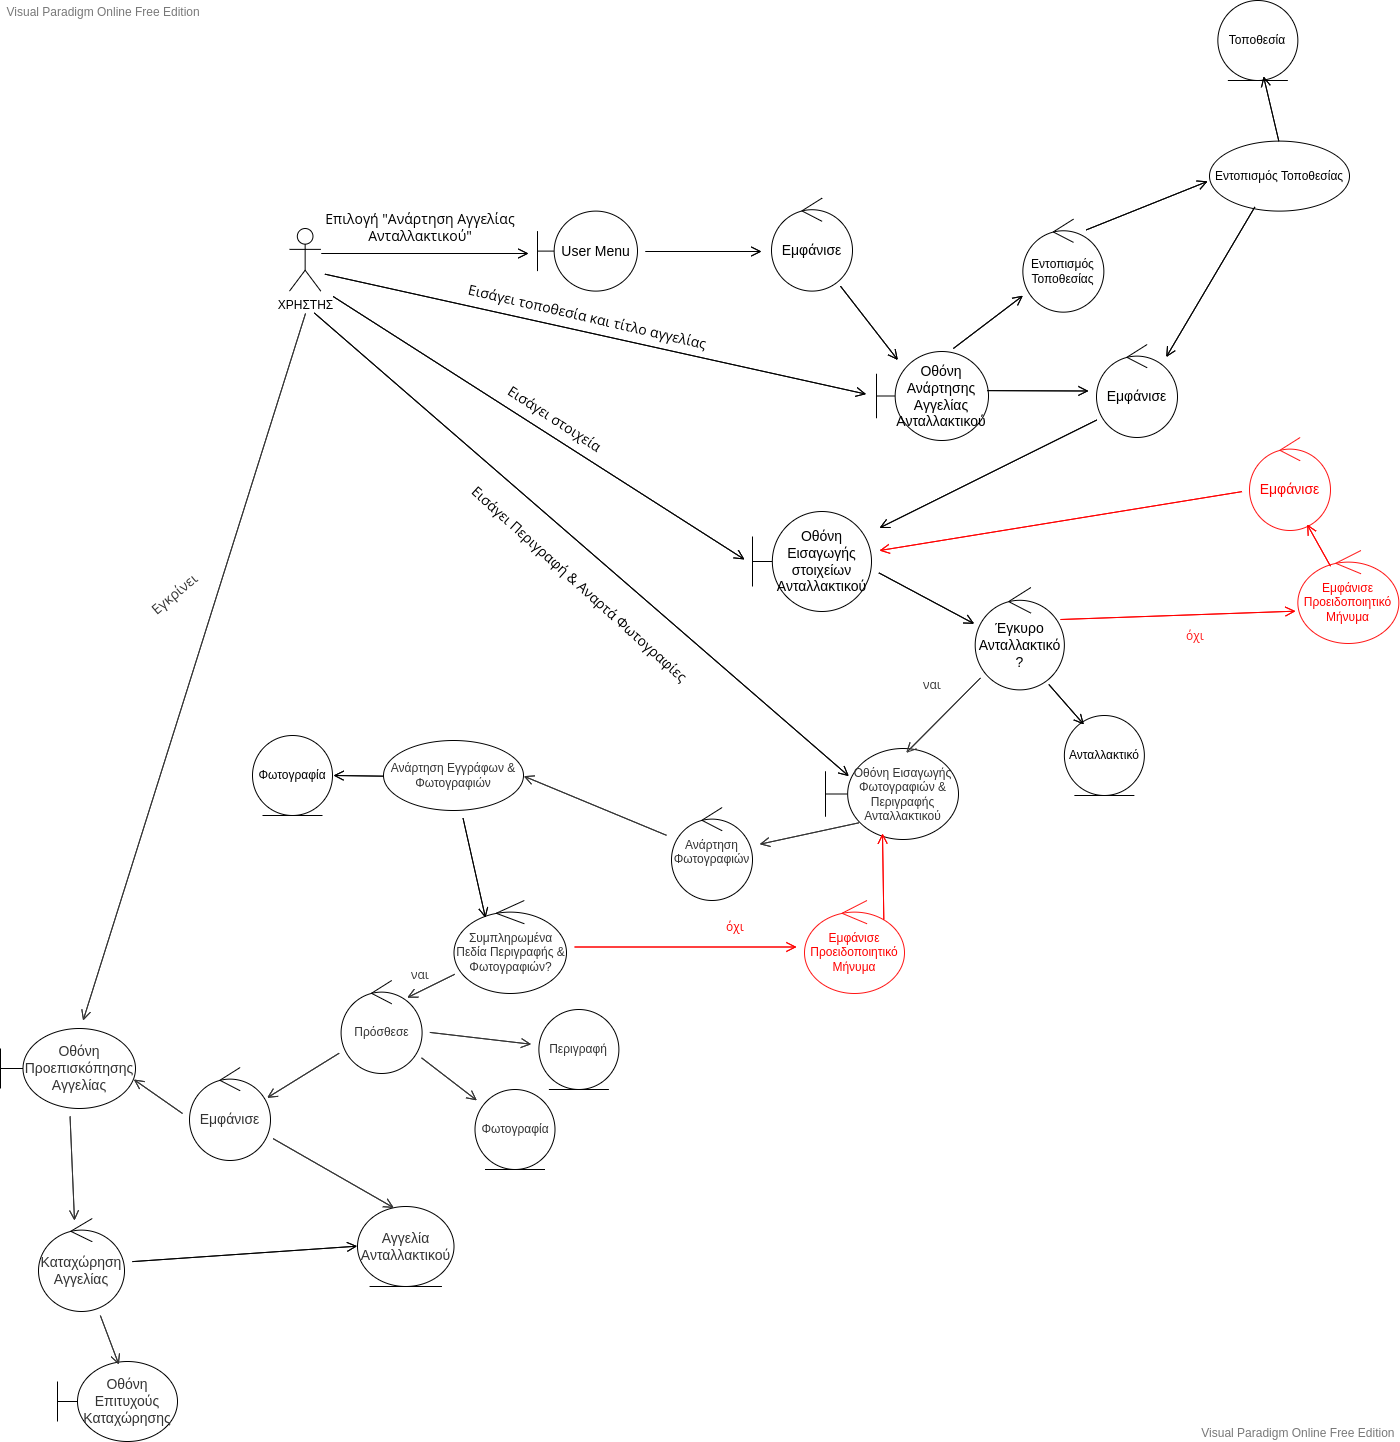 Visual Paradigm Online Free Edition
Τοποθεσία
Εντοπισμός Τοποθεσίας
Επιλογή "Ανάρτηση Αγγελίας
Ανταλλακτικού"
User Menu
Εμφάνισε
Εντοπισμός
Τοποθεσίας
ΧΡΗΣΤΗΣ
Εισάγει τοποθεσία και τίτλο αγγελίας
Οθόνη
Ανάρτησης
Αγγελίας
Ανταλλακτικού
Εμφάνισε
Εισάγει στοιχεία
Εμφάνισε
Εισάγει Περιγραφή & Αναρτά Φωτογραφίες
Οθόνη
Εισαγωγής
στοιχείων
Ανταλλακτικού
Εμφάνισε
Προειδοποιητικό
Μήνυμα
Εγκρίνει
Έγκυρο
Ανταλλακτικό
?
όχι
ναι
Ανταλλακτικό
Φωτογραφία
Ανάρτηση Εγγράφων &
Φωτογραφιών
Οθόνη Εισαγωγής
Φωτογραφιών &
Περιγραφής
Ανταλλακτικού
Ανάρτηση
Φωτογραφιών
όχι
Συμπληρωμένα
Πεδία Περιγραφής &
Φωτογραφιών?
Εμφάνισε
Προειδοποιητικό
Μήνυμα
ναι
Πρόσθεσε
Περιγραφή
Οθόνη
Προεπισκόπησης
Αγγελίας
Εμφάνισε
Φωτογραφία
Αγγελία
Ανταλλακτικού
Καταχώρηση
Αγγελίας
Οθόνη
Επιτυχούς
Καταχώρησης
Visual Paradigm Online Free Edition